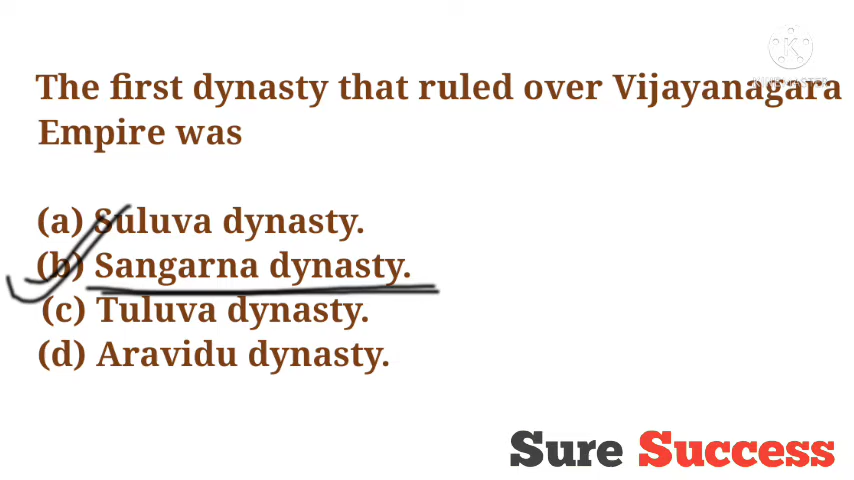 The first dynasty that ruled over Vijayanagara
Empire was
(a) Suluva dynasty.
(b) Sangarna dynasty.
(c) Tuluva dynasty.
(d) Aravidu dynasty.
K
KINEMASTER
Sure Success